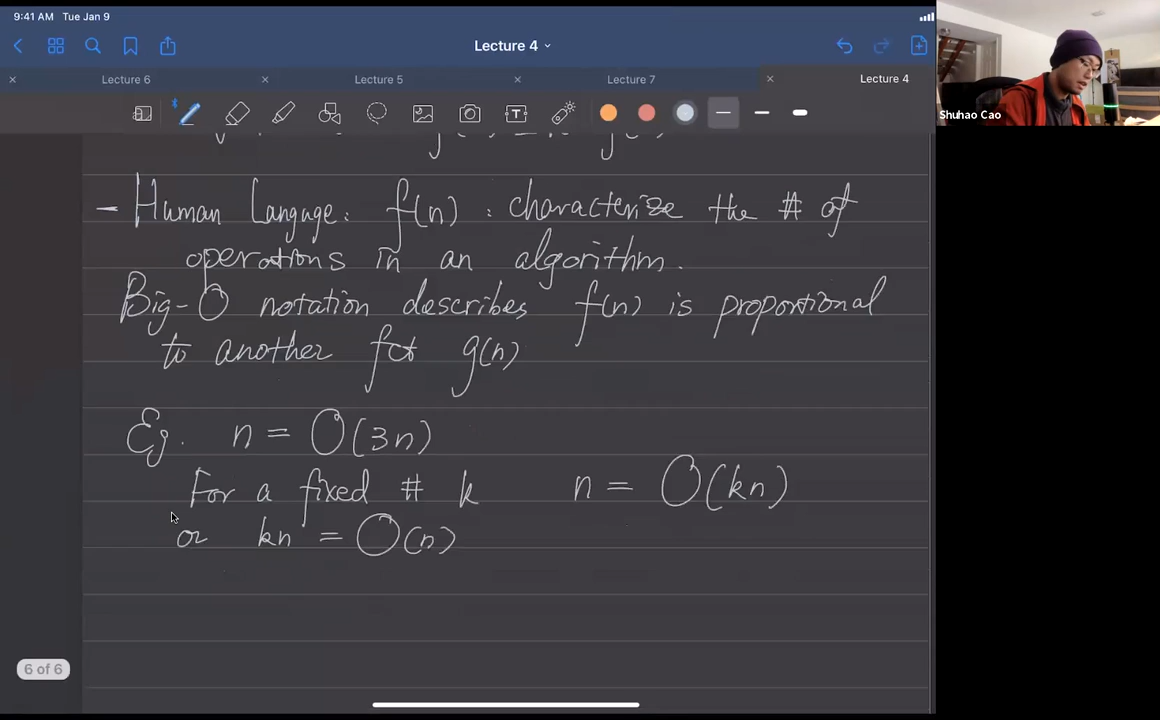 9:41 AM Tue Jan 9
Lecture 4
Lecture 6
Lecture 5
Lecture 7
Lecture 4
Shuhao Cao
- Human Langage: f(n) : characterize the # of
operations in an algorithm.
Big-O notation describes f(n) is proportional
to another fct g(n)
Eg. n = O(3n)
For a fixed # k n = O(kn)
or kn = O(n)
6 of 6